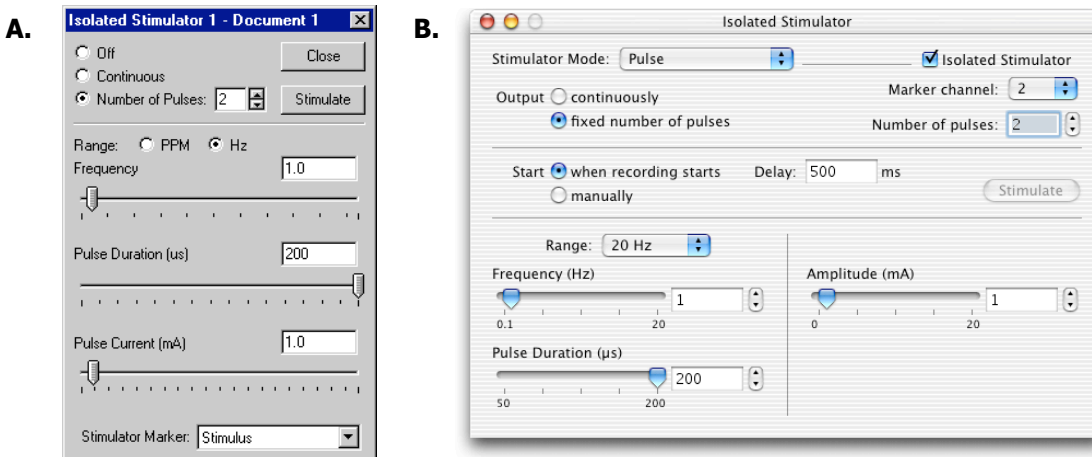 A.
Isolated Stimulator 1 - Document 1
Off
Close
Continuous
Number of Pulses: 2
Stimulate
Range: PPM Hz
Frequency 1.0
Pulse Duration (us) 200
Pulse Current (mA) 1.0
Stimulator Marker: Stimulus
B.
Isolated Stimulator
Stimulator Mode: Pulse Isolated Stimulator
Output continuously Marker channel: 2
fixed number of pulses Number of pulses: 2
Start when recording starts Delay: 500 ms
manually Stimulate
Range: 20 Hz
Frequency (Hz) Amplitude (mA)
1 1
0.1 20 0 20
Pulse Duration (µs)
200
50 200